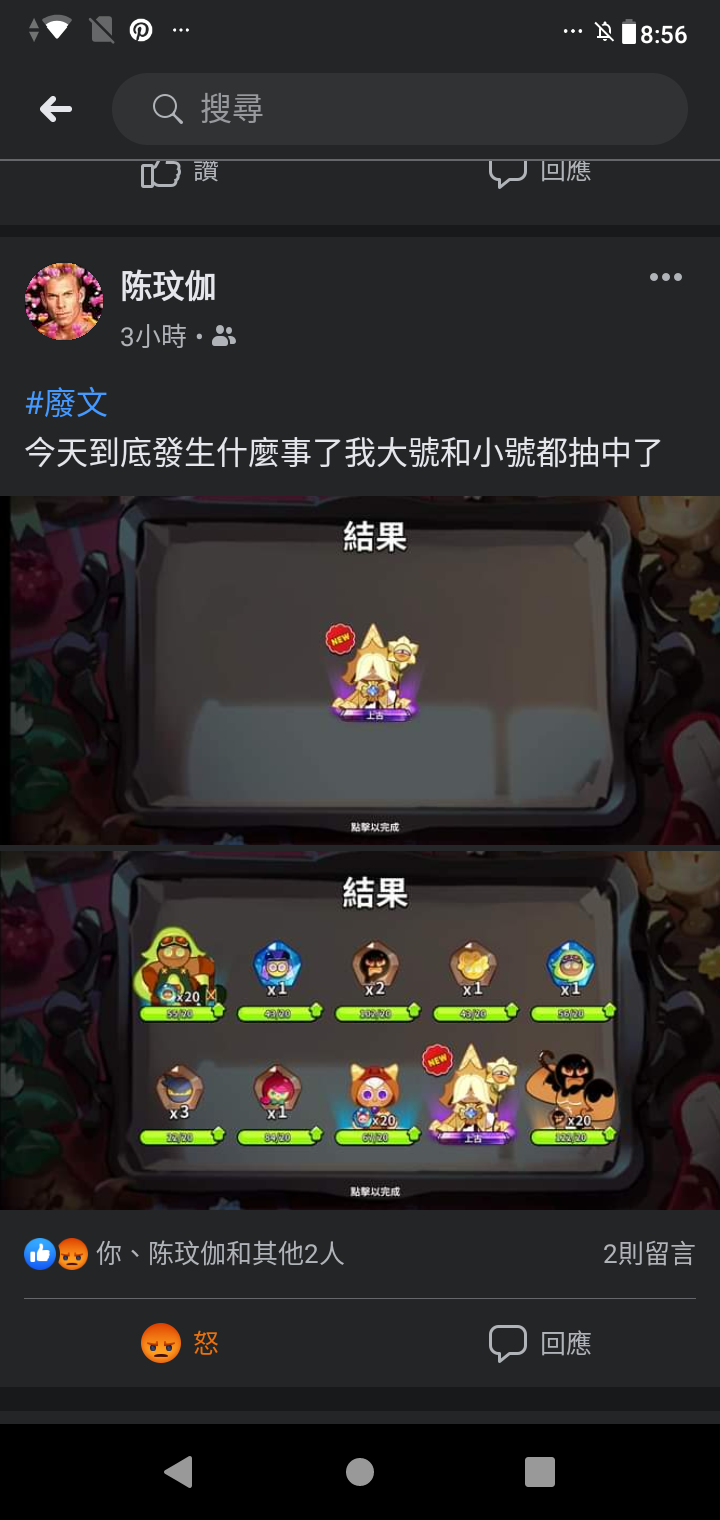 8:56
搜尋
讚
回應
陈玟伽
3小時
#廢文
今天到底發生什麼事了我大號和小號都抽中了
結果
NEW
上古
點擊以完成
結果
x20
x1
x2
x1
x1
55/20
43/20
102/20
43/20
56/20
x3
x1
x20
NEW
x20
22/20
84/20
67/20
上古
122/20
點擊以完成
你、陈玟伽和其他2人
2則留言
怒
回應